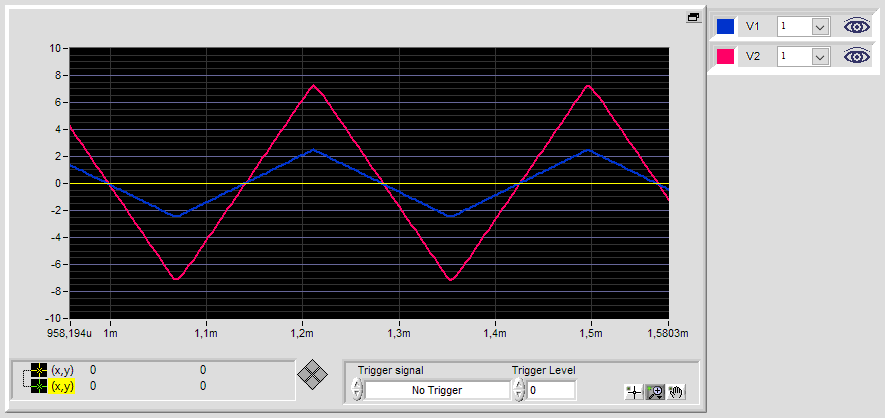 V1 1
V2 1
10
8
6
4
2
0
-2
-4
-6
-8
-10
958,194u 1m 1,1m 1,2m 1,3m 1,4m 1,5m 1,5803m
(x,y) 0 0
(x,y) 0 0
Trigger signal Trigger Level
No Trigger 0